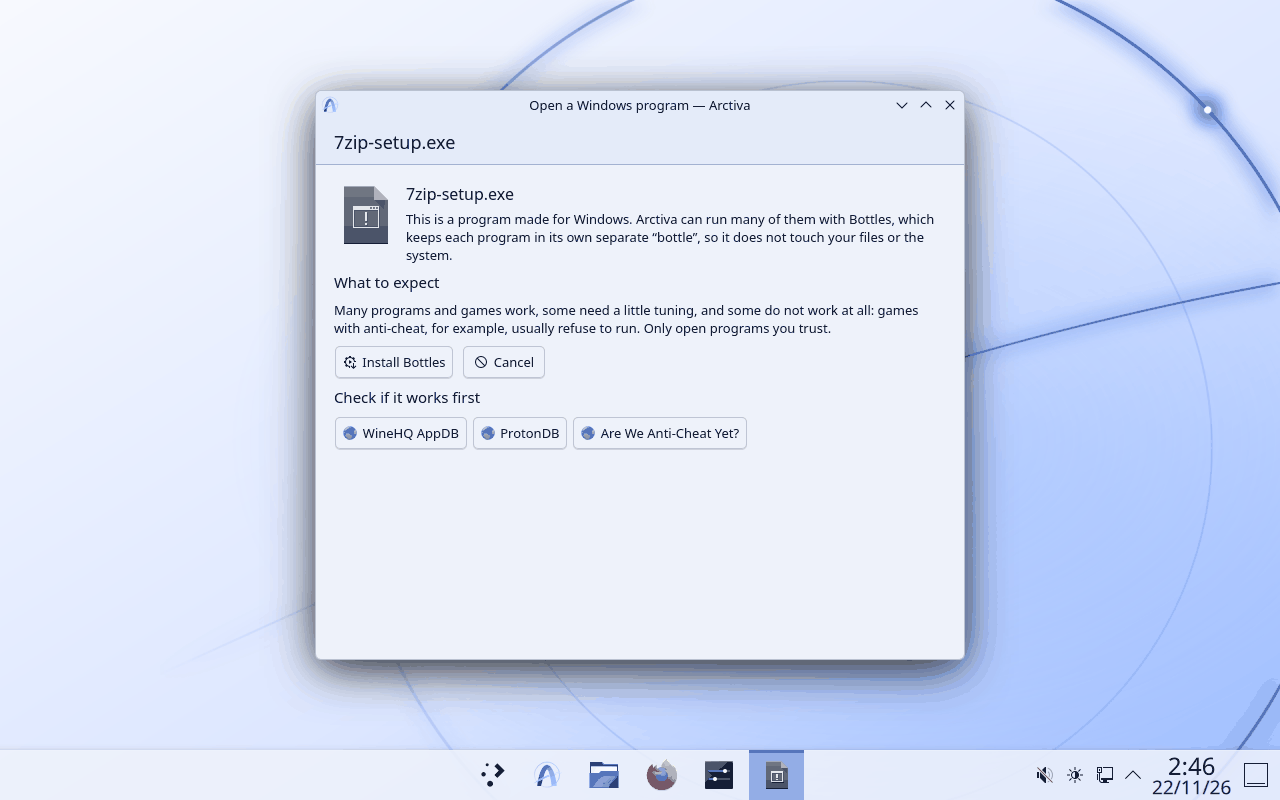 Open a Windows program — Arctiva
7zip-setup.exe
7zip-setup.exe
This is a program made for Windows. Arctiva can run many of them with Bottles, which
keeps each program in its own separate “bottle”, so it does not touch your files or the
system.
What to expect
Many programs and games work, some need a little tuning, and some do not work at all: games
with anti-cheat, for example, usually refuse to run. Only open programs you trust.
Install Bottles
Cancel
Check if it works first
WineHQ AppDB
ProtonDB
Are We Anti-Cheat Yet?
2:46
22/11/26